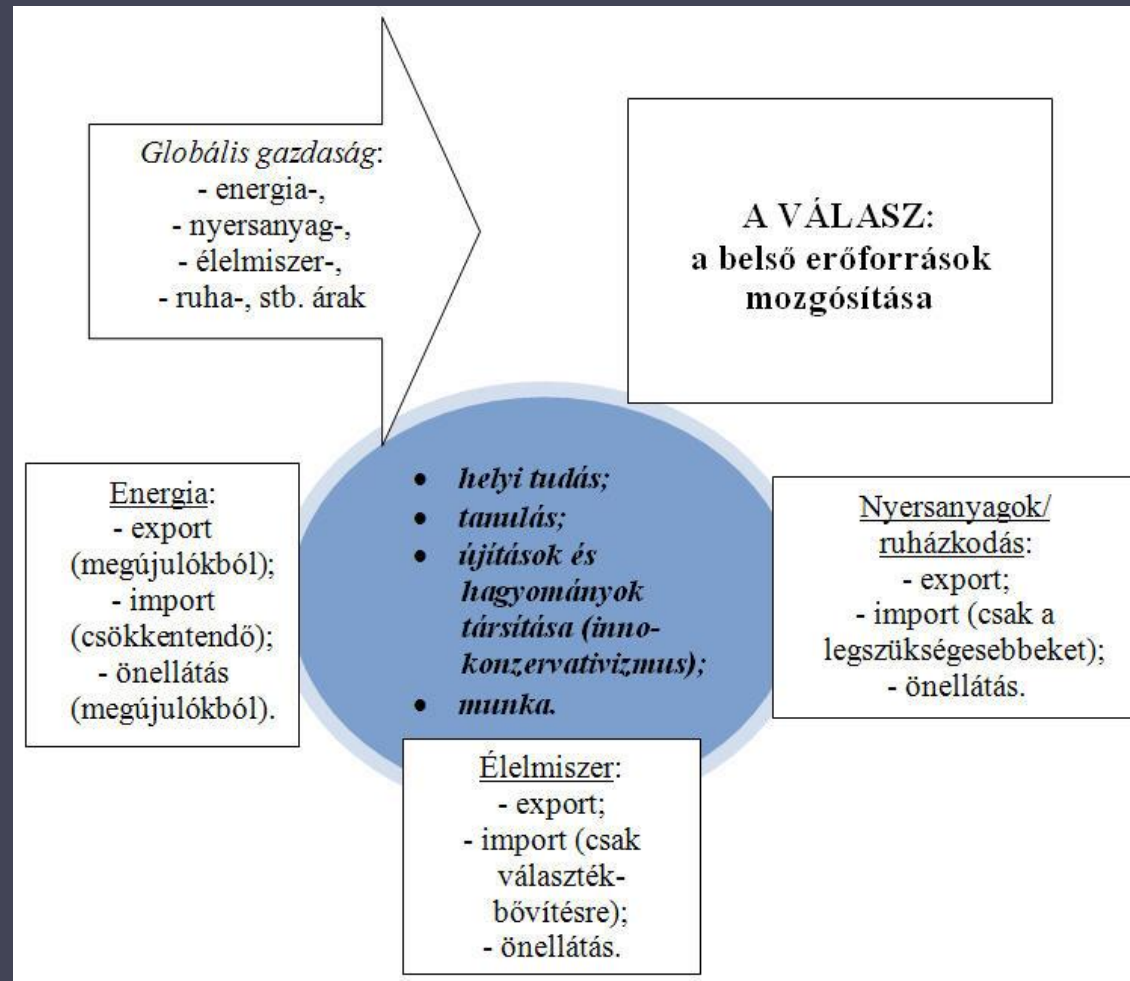 Globális gazdaság:
- energia-,
- nyersanyag-,
- élelmiszer-,
- ruha-, stb. árak
A VÁLASZ:
a belső erőforrások
mozgósítása
Energia:
- export
(megújulókból);
- import
(csökkentendő);
- önellátás
(megújulókból).
• helyi tudás;
• tanulás;
• újítások és
hagyományok
társítása (inno-
konzervativizmus);
• munka.
Nyersanyagok/
ruházkodás:
- export;
- import (csak a
legszükségesebbeket);
- önellátás.
Élelmiszer:
- export;
- import (csak
választék-
bővítésre);
- önellátás.